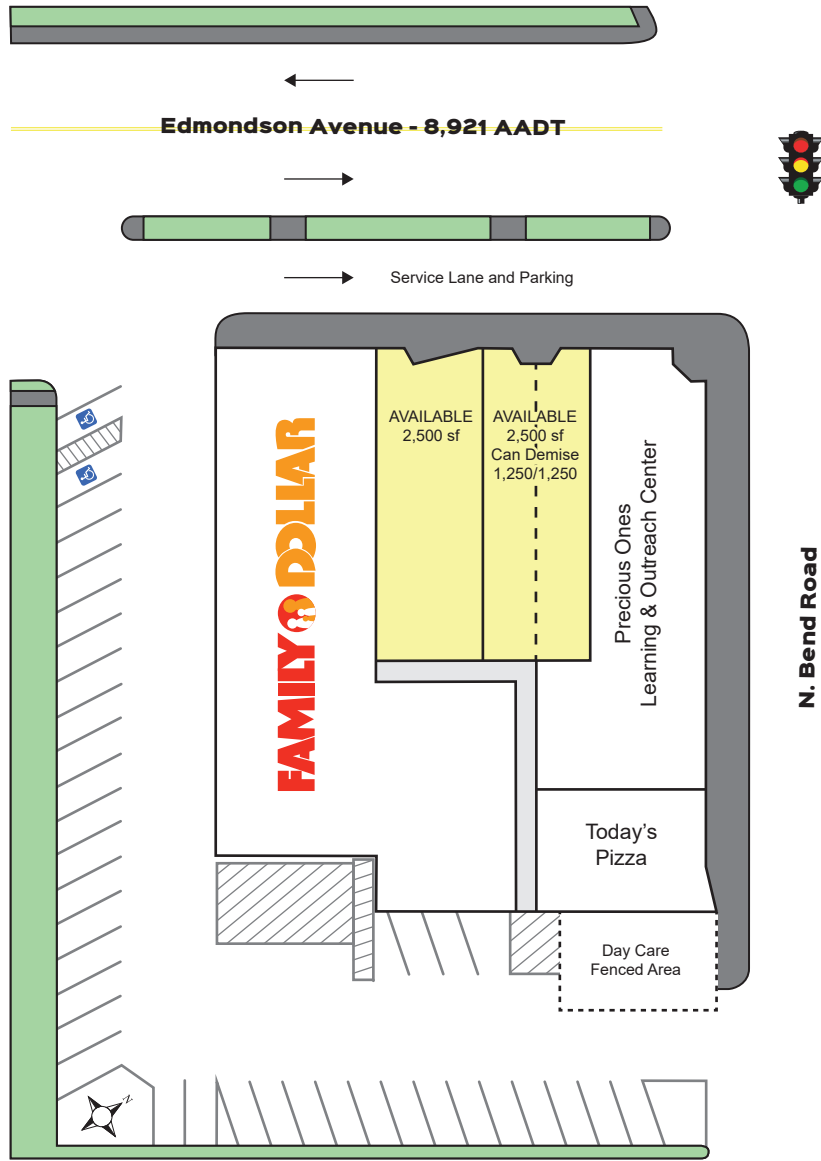 Edmondson Avenue - 8,921 AADT
Service Lane and Parking
AVAILABLE
2,500 sf
AVAILABLE
2,500 sf
Can Demise
1,250/1,250
FAMILY DOLLAR
Precious Ones
Learning & Outreach Center
N. Bend Road
Today's
Pizza
Day Care
Fenced Area
N